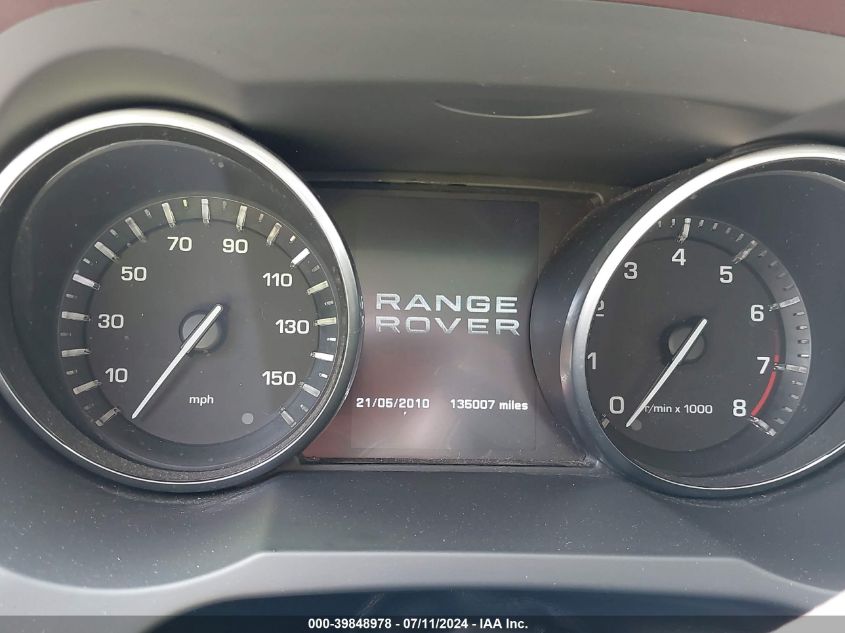 10 30 50 70 90 110 130 150
mph
RANGE
ROVER
21/05/2010 135007 miles
0 1 2 3 4 5 6 7 8
r/min x 1000
000-39848978 - 07/11/2024 - IAA Inc.